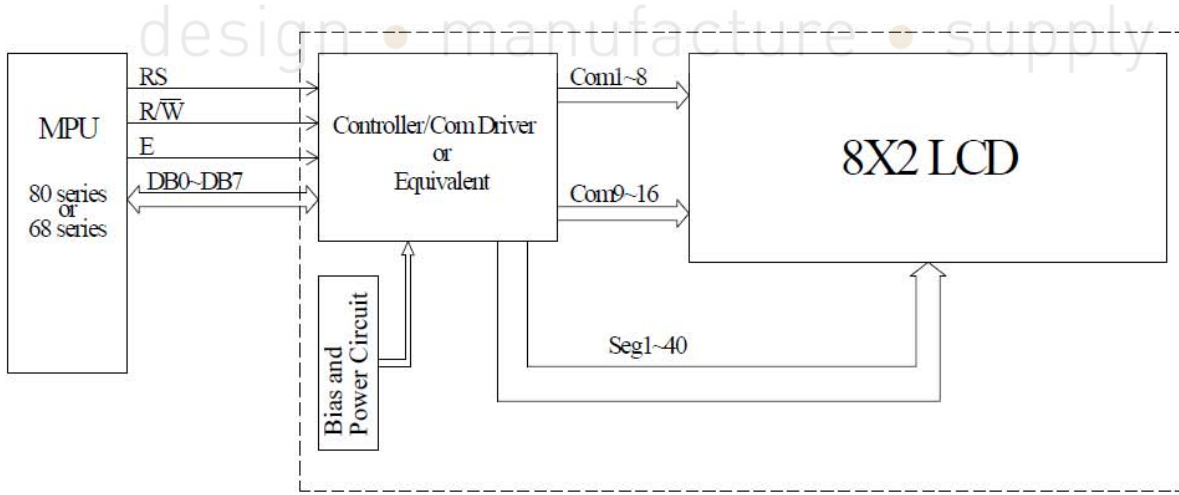 design • manufacture • supply
MPU
80 series
or
68 series
RS
R/W̅
E
DB0~DB7
Controller/Com Driver
or
Equivalent
Com1~8
Com9~16
8X2 LCD
Bias and
Power Circuit
Seg1~40